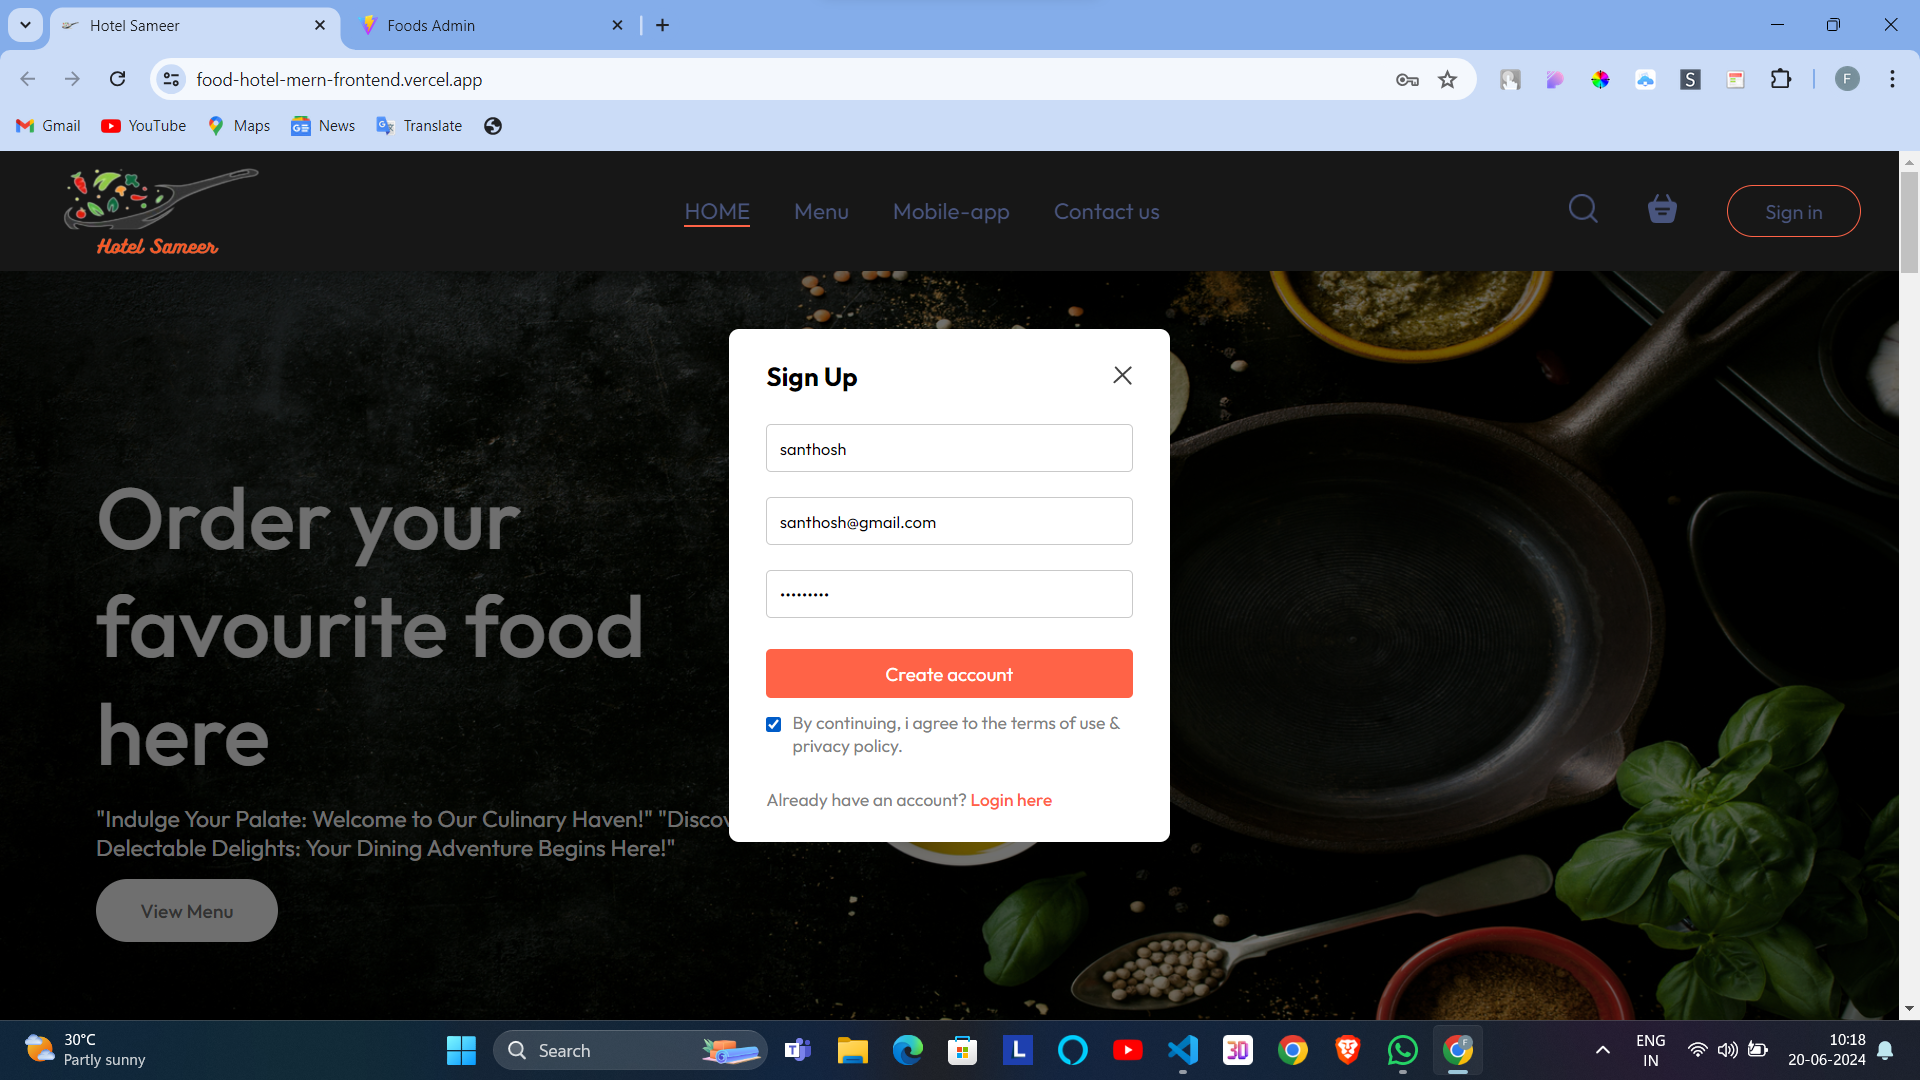 Hotel Sameer
Foods Admin
food-hotel-mern-frontend.vercel.app
S
F
Gmail
YouTube
Maps
News
Translate
Hotel Sameer
HOME
Menu
Mobile-app
Contact us
Sign in
Sign Up
santhosh
santhosh@gmail.com
•••••••••
Create account
By continuing, i agree to the terms of use &
privacy policy.
Already have an account? Login here
Order your
favourite food
here
"Indulge Your Palate: Welcome to Our Culinary Haven!" "Discov
Delectable Delights: Your Dining Adventure Begins Here!"
View Menu
30°C
Partly sunny
Search
L
30
F
ENG
IN
10:18
20-06-2024